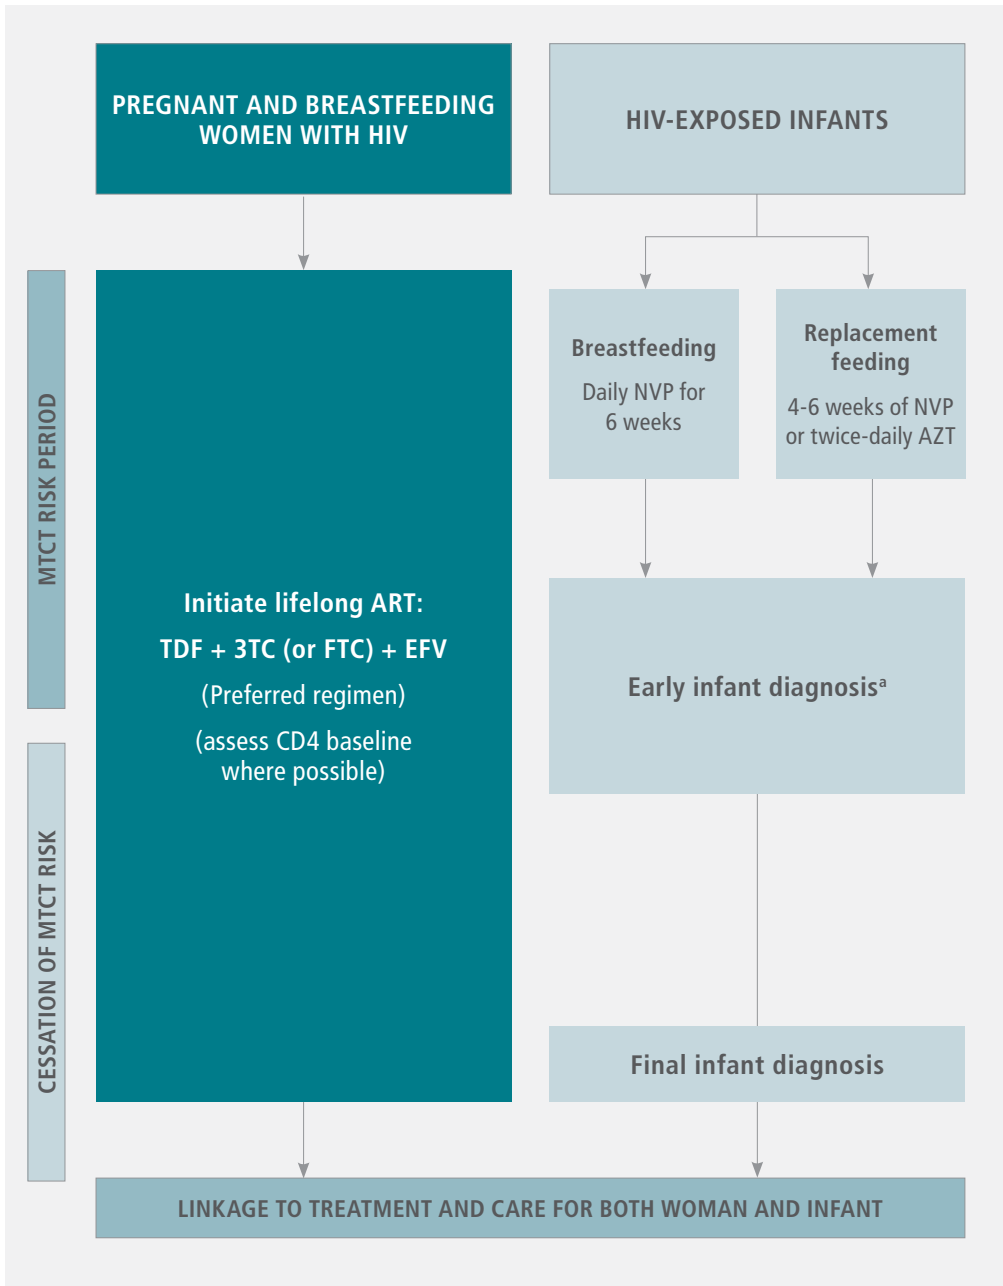 PREGNANT AND BREASTFEEDING
WOMEN WITH HIV
HIV-EXPOSED INFANTS
MTCT RISK PERIOD
CESSATION OF MTCT RISK
Initiate lifelong ART:
TDF + 3TC (or FTC) + EFV
(Preferred regimen)
(assess CD4 baseline
where possible)
Breastfeeding
Daily NVP for
6 weeks
Replacement
feeding
4-6 weeks of NVP
or twice-daily AZT
Early infant diagnosisᵃ
Final infant diagnosis
LINKAGE TO TREATMENT AND CARE FOR BOTH WOMAN AND INFANT